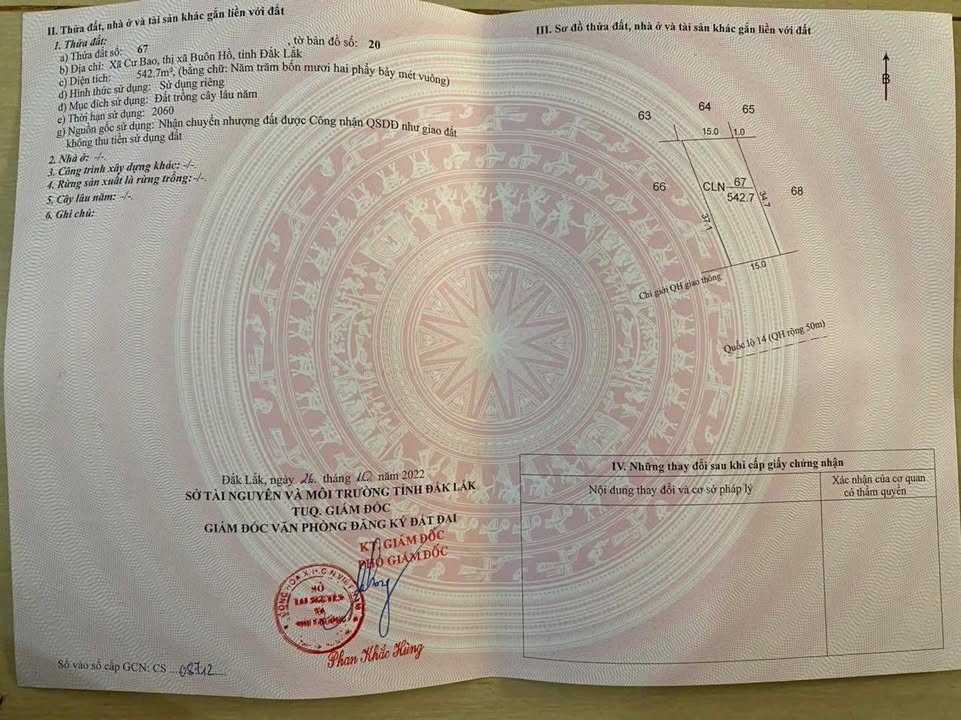 II. Thửa đất, nhà ở và tài sản khác gắn liền với đất
1. Thửa đất:
a) Thửa đất số: 67 , tờ bản đồ số: 20
b) Địa chỉ: Xã Cư Bao, thị xã Buôn Hồ, tỉnh Đắk Lắk
c) Diện tích: 542.7m², (bằng chữ: Năm trăm bốn mươi hai phẩy bảy mét vuông)
d) Hình thức sử dụng: Sử dụng riêng
đ) Mục đích sử dụng: Đất trồng cây lâu năm
e) Thời hạn sử dụng: 2060
g) Nguồn gốc sử dụng: Nhận chuyển nhượng đất được Công nhận QSDĐ như giao đất
không thu tiền sử dụng đất
2. Nhà ở: -/-.
3. Công trình xây dựng khác: -/-.
4. Rừng sản xuất là rừng trồng: -/-.
5. Cây lâu năm: -/-.
6. Ghi chú:
Đắk Lắk, ngày 26 tháng 10 năm 2022
SỞ TÀI NGUYÊN VÀ MÔI TRƯỜNG TỈNH ĐẮK LẮK
TUQ. GIÁM ĐỐC
GIÁM ĐỐC VĂN PHÒNG ĐĂNG KÝ ĐẤT ĐAI
KT. GIÁM ĐỐC
PHÓ GIÁM ĐỐC
SỞ
TÀI NGUYÊN
VÀ
MÔI TRƯỜNG
Phan Khắc Hùng
Số vào sổ cấp GCN: CS ....08712....
III. Sơ đồ thửa đất, nhà ở và tài sản khác gắn liền với đất
B
63
64
65
15.0
1.0
66
CLN
67
542.7
68
37.1
34.7
15.0
Chỉ giới QH giao thông
Quốc lộ 14 (QH rộng 50m)
IV. Những thay đổi sau khi cấp giấy chứng nhận
Nội dung thay đổi và cơ sở pháp lý
Xác nhận của cơ quan
có thẩm quyền